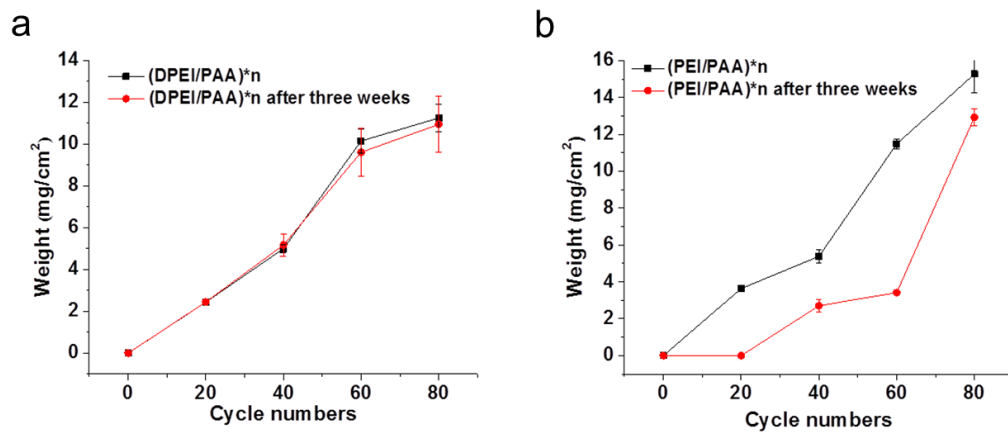 a
(DPEI/PAA)*n
(DPEI/PAA)*n after three weeks
Weight (mg/cm²)
14
12
10
8
6
4
2
0
0 20 40 60 80
Cycle numbers
b
(PEI/PAA)*n
(PEI/PAA)*n after three weeks
Weight (mg/cm²)
16
14
12
10
8
6
4
2
0
0 20 40 60 80
Cycle numbers